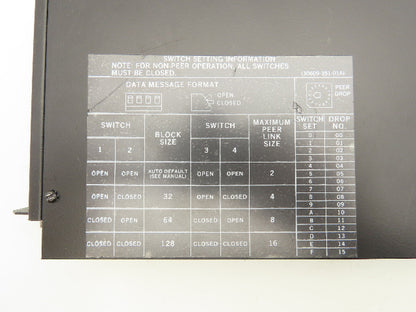 SWITCH SETTING INFORMATION
NOTE: FOR NON-PEER OPERATION, ALL SWITCHES
MUST BE CLOSED.
DATA MESSAGE FORMAT
OPEN
CLOSED
PEER
DROP
SWITCH
BLOCK
SIZE
SWITCH
MAXIMUM
PEER
LINK
SIZE
SWITCH
SET
DROP
NO.
1 2 3 4
OPEN OPEN AUTO DEFAULT
(SEE MANUAL)
OPEN OPEN 2
OPEN CLOSED 32 OPEN CLOSED 4
CLOSED OPEN 64 CLOSED OPEN 8
CLOSED CLOSED 128 CLOSED CLOSED 16
0 00
1 01
2 02
3 03
4 04
5 05
6 06
7 07
8 08
9 09
A 10
B 11
C 12
D 13
E 14
F 15